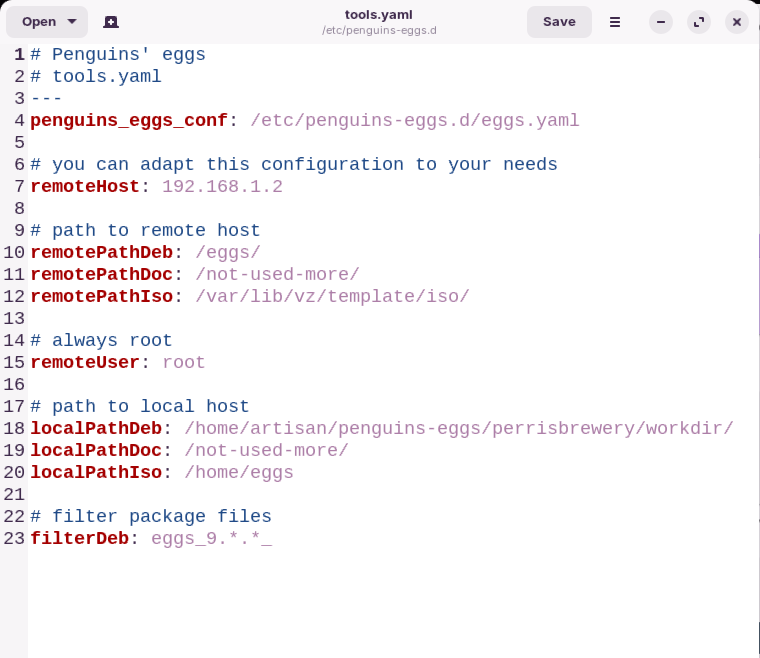 Open
tools.yaml
/etc/penguins-eggs.d
Save
1 # Penguins' eggs
2 # tools.yaml
3 ---
4 penguins_eggs_conf: /etc/penguins-eggs.d/eggs.yaml
5
6 # you can adapt this configuration to your needs
7 remoteHost: 192.168.1.2
8
9 # path to remote host
10 remotePathDeb: /eggs/
11 remotePathDoc: /not-used-more/
12 remotePathIso: /var/lib/vz/template/iso/
13
14 # always root
15 remoteUser: root
16
17 # path to local host
18 localPathDeb: /home/artisan/penguins-eggs/perrisbrewery/workdir/
19 localPathDoc: /not-used-more/
20 localPathIso: /home/eggs
21
22 # filter package files
23 filterDeb: eggs_9.*.*_